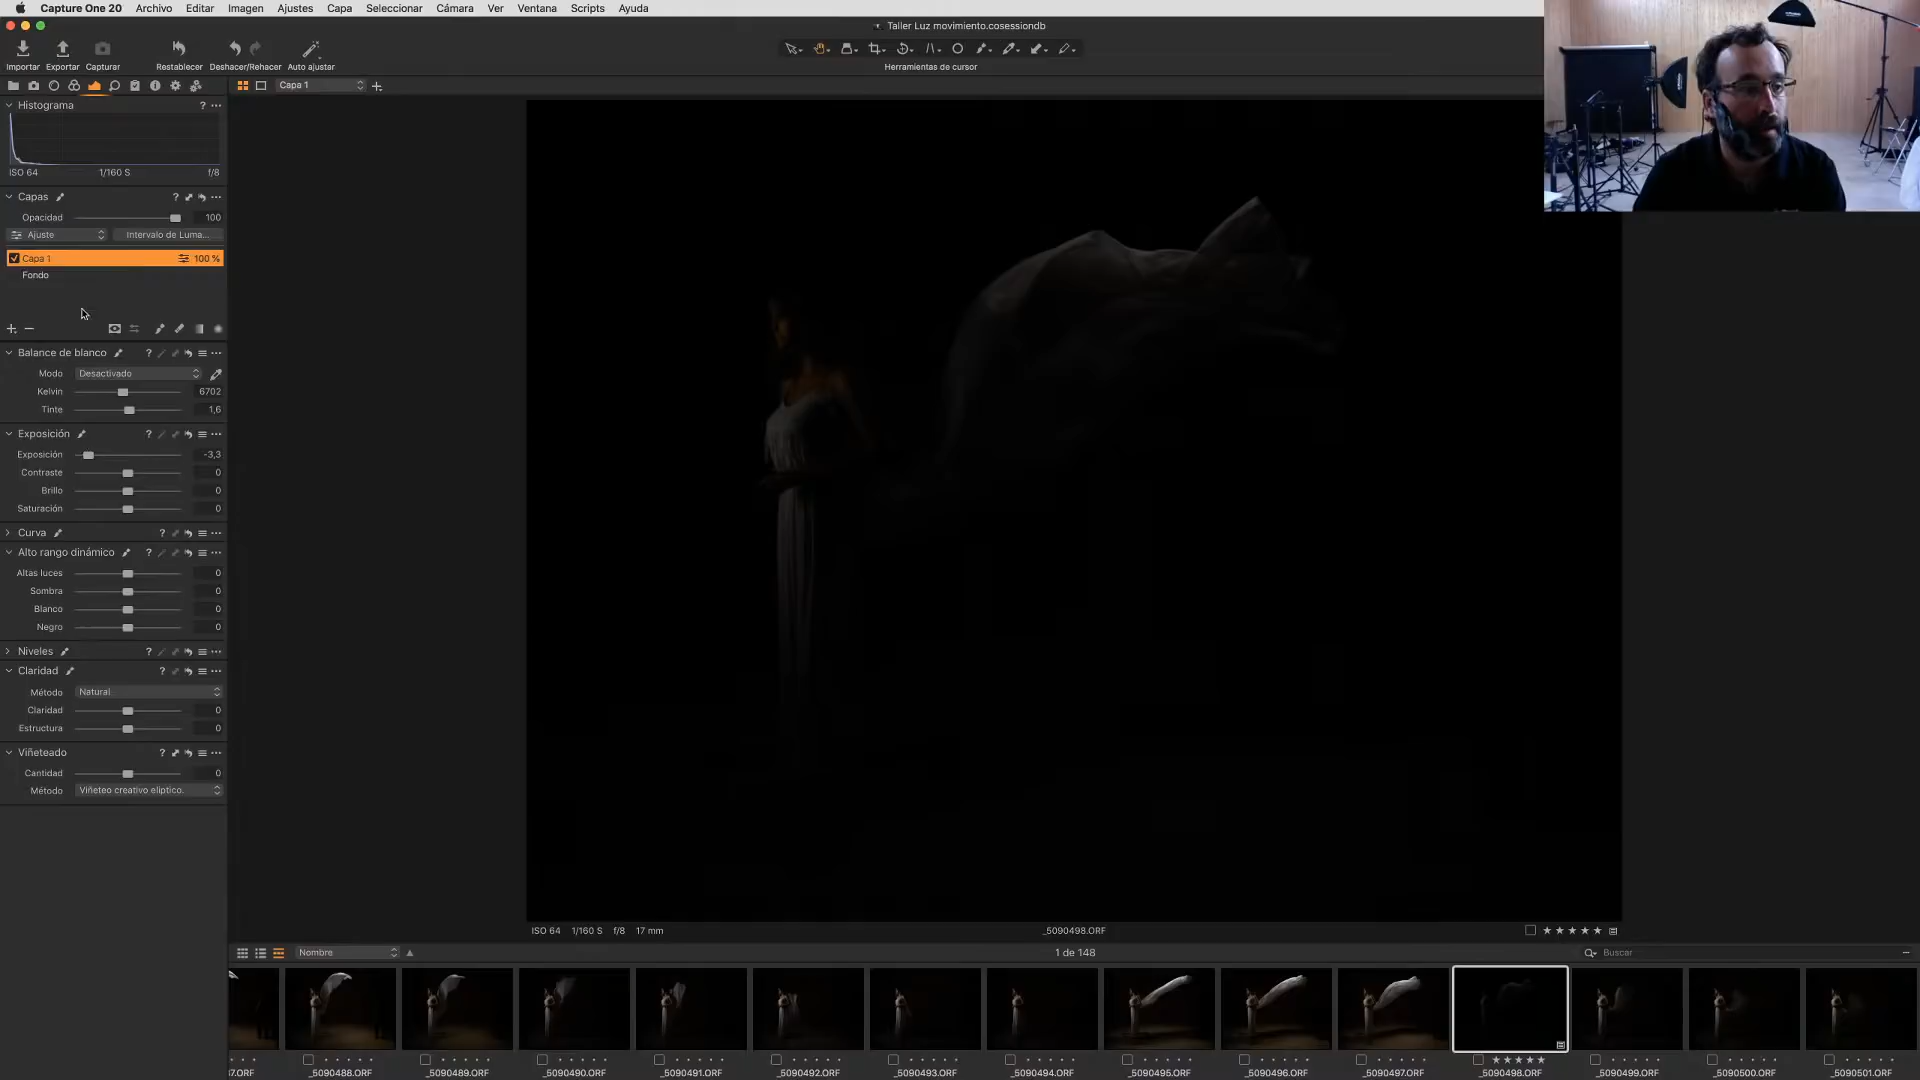 Capture One 20 Archivo Editar Imagen Ajustes Capa Seleccionar Cámara Ver Ventana Scripts Ayuda
Taller Luz movimiento.cosessiondb
Importar Exportar Capturar Restablecer Deshacer/Rehacer Auto ajustar
Herramientas de cursor
Capa 1
Histograma
ISO 64 1/160 S f/8
Capas
Opacidad 100
Ajuste Intervalo de Luma...
Capa 1 100 %
Fondo
Balance de blanco
Modo Desactivado
Kelvin 6702
Tinte 1,6
Exposición
Exposición -3,3
Contraste 0
Brillo 0
Saturación 0
Curva
Alto rango dinámico
Altas luces 0
Sombra 0
Blanco 0
Negro 0
Niveles
Claridad
Método Natural
Claridad 0
Estructura 0
Viñeteado
Cantidad 0
Método Viñeteo creativo elíptico.
ISO 64 1/160 S f/8 17 mm _5090498.ORF
Nombre 1 de 148 Buscar
37.ORF _5090488.ORF _5090489.ORF _5090490.ORF _5090491.ORF _5090492.ORF _5090493.ORF _5090494.ORF _5090495.ORF _5090496.ORF _5090497.ORF _5090498.ORF _5090499.ORF _5090500.ORF _5090501.ORF